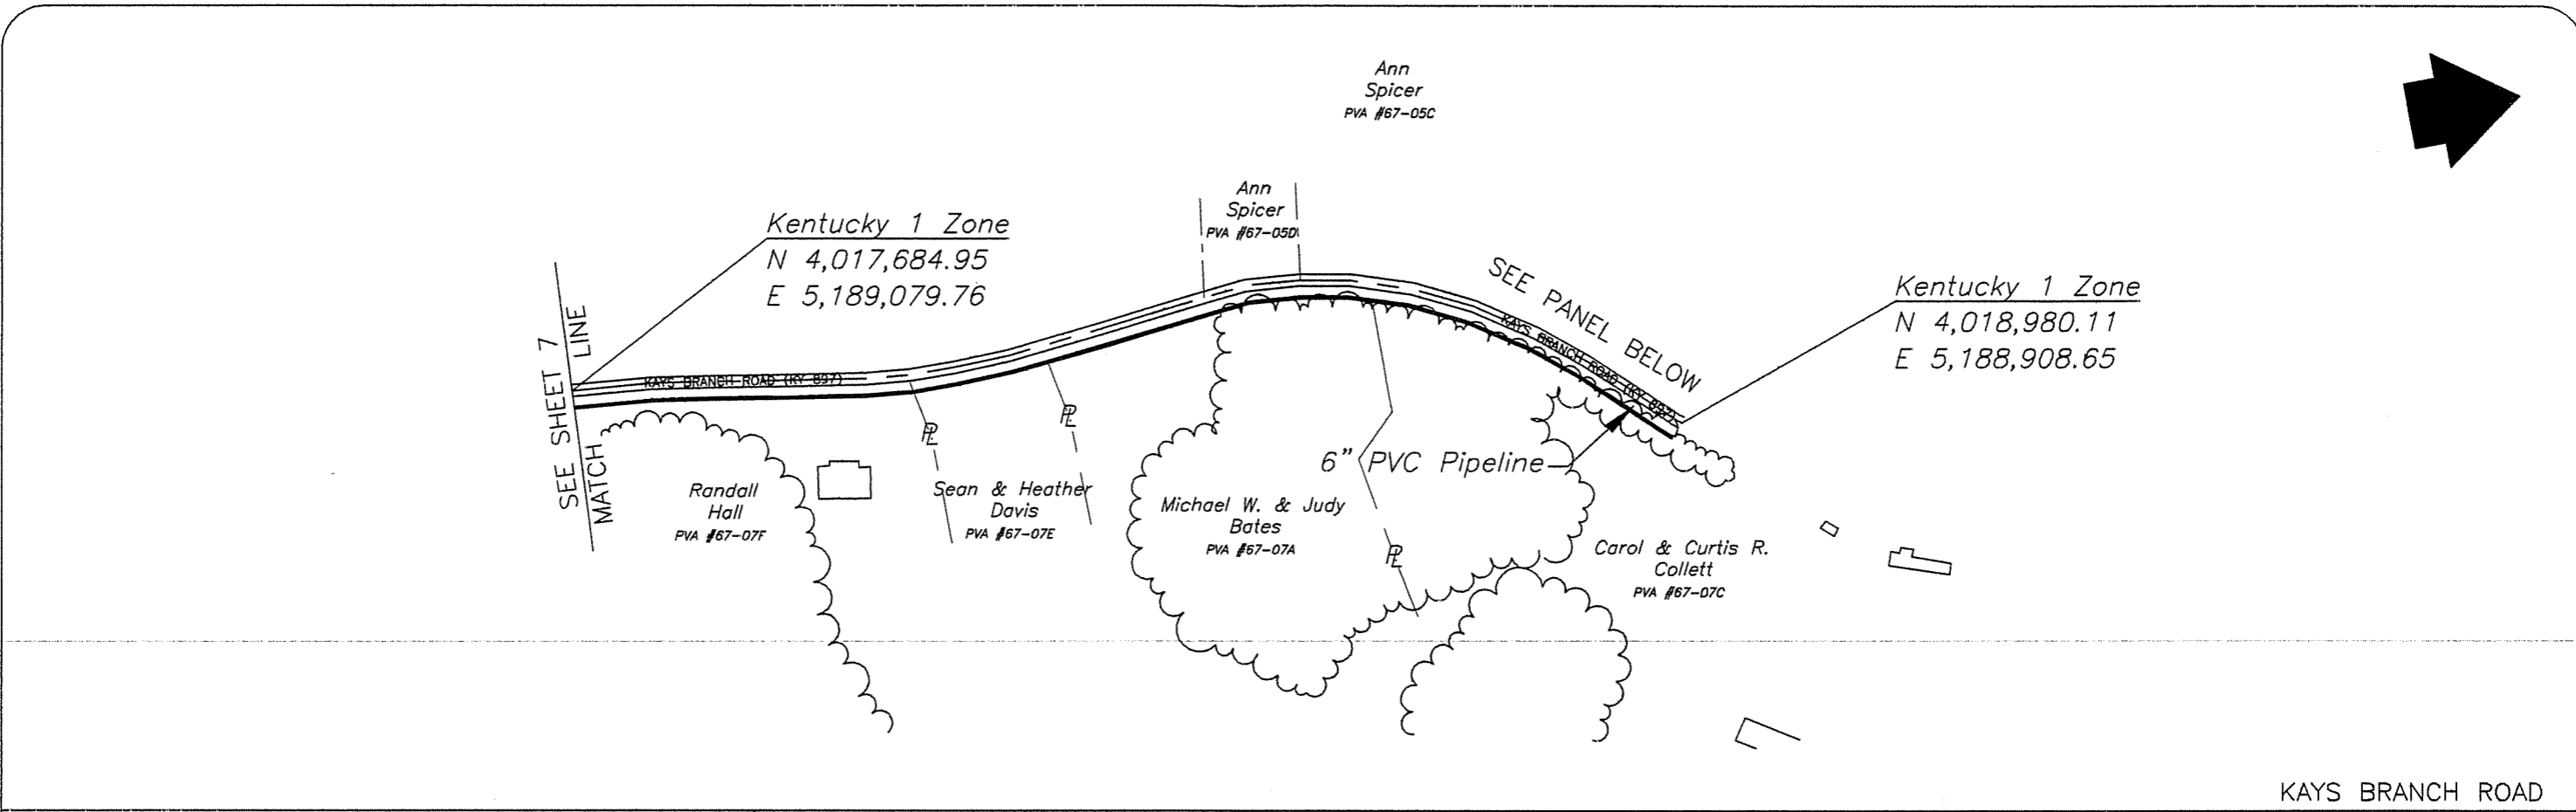 Ann
Spicer
PVA #67-05C
Ann
Spicer
PVA #67-05D
Kentucky 1 Zone
N 4,017,684.95
E 5,189,079.76
SEE PANEL BELOW
Kentucky 1 Zone
N 4,018,980.11
E 5,188,908.65
SEE SHEET 7
MATCH LINE
KAYS BRANCH ROAD (KY 897)
KAYS BRANCH ROAD (KY 897)
PL
PL
6" PVC Pipeline
Randall
Hall
PVA #67-07F
Sean & Heather
Davis
PVA #67-07E
Michael W. & Judy
Bates
PVA #67-07A
PL
Carol & Curtis R.
Collett
PVA #67-07C
KAYS BRANCH ROAD